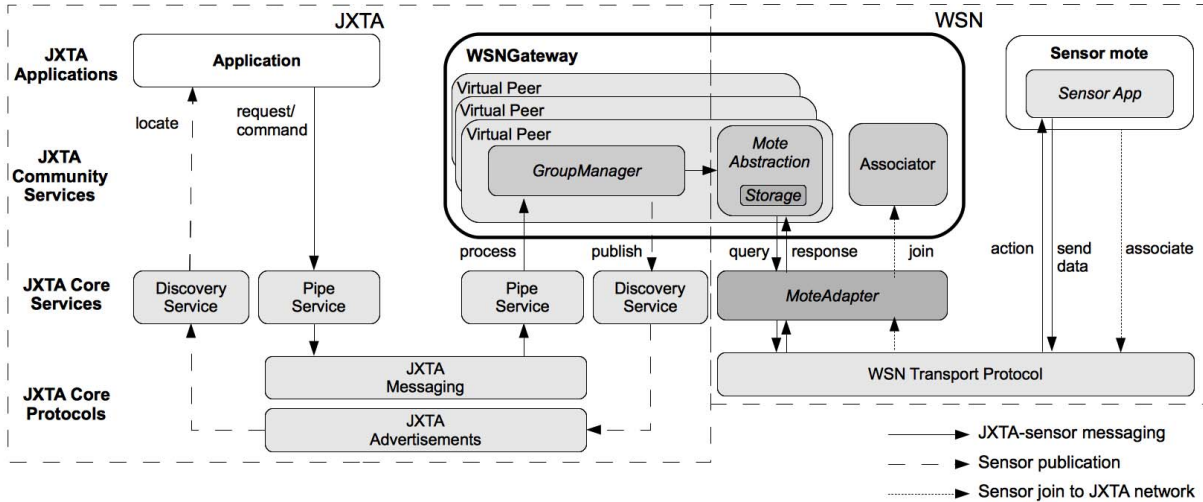 JXTA
WSN
JXTA
Applications
Application
WSNGateway
Sensor mote
Sensor App
Virtual Peer
Virtual Peer
Virtual Peer
locate
request/
command
JXTA
Community
Services
GroupManager
Mote
Abstraction
Storage
Associator
process
publish
query
response
join
action
send
data
associate
JXTA Core
Services
Discovery
Service
Pipe
Service
Pipe
Service
Discovery
Service
MoteAdapter
JXTA Core
Protocols
JXTA
Messaging
WSN Transport Protocol
JXTA
Advertisements
JXTA-sensor messaging
Sensor publication
Sensor join to JXTA network